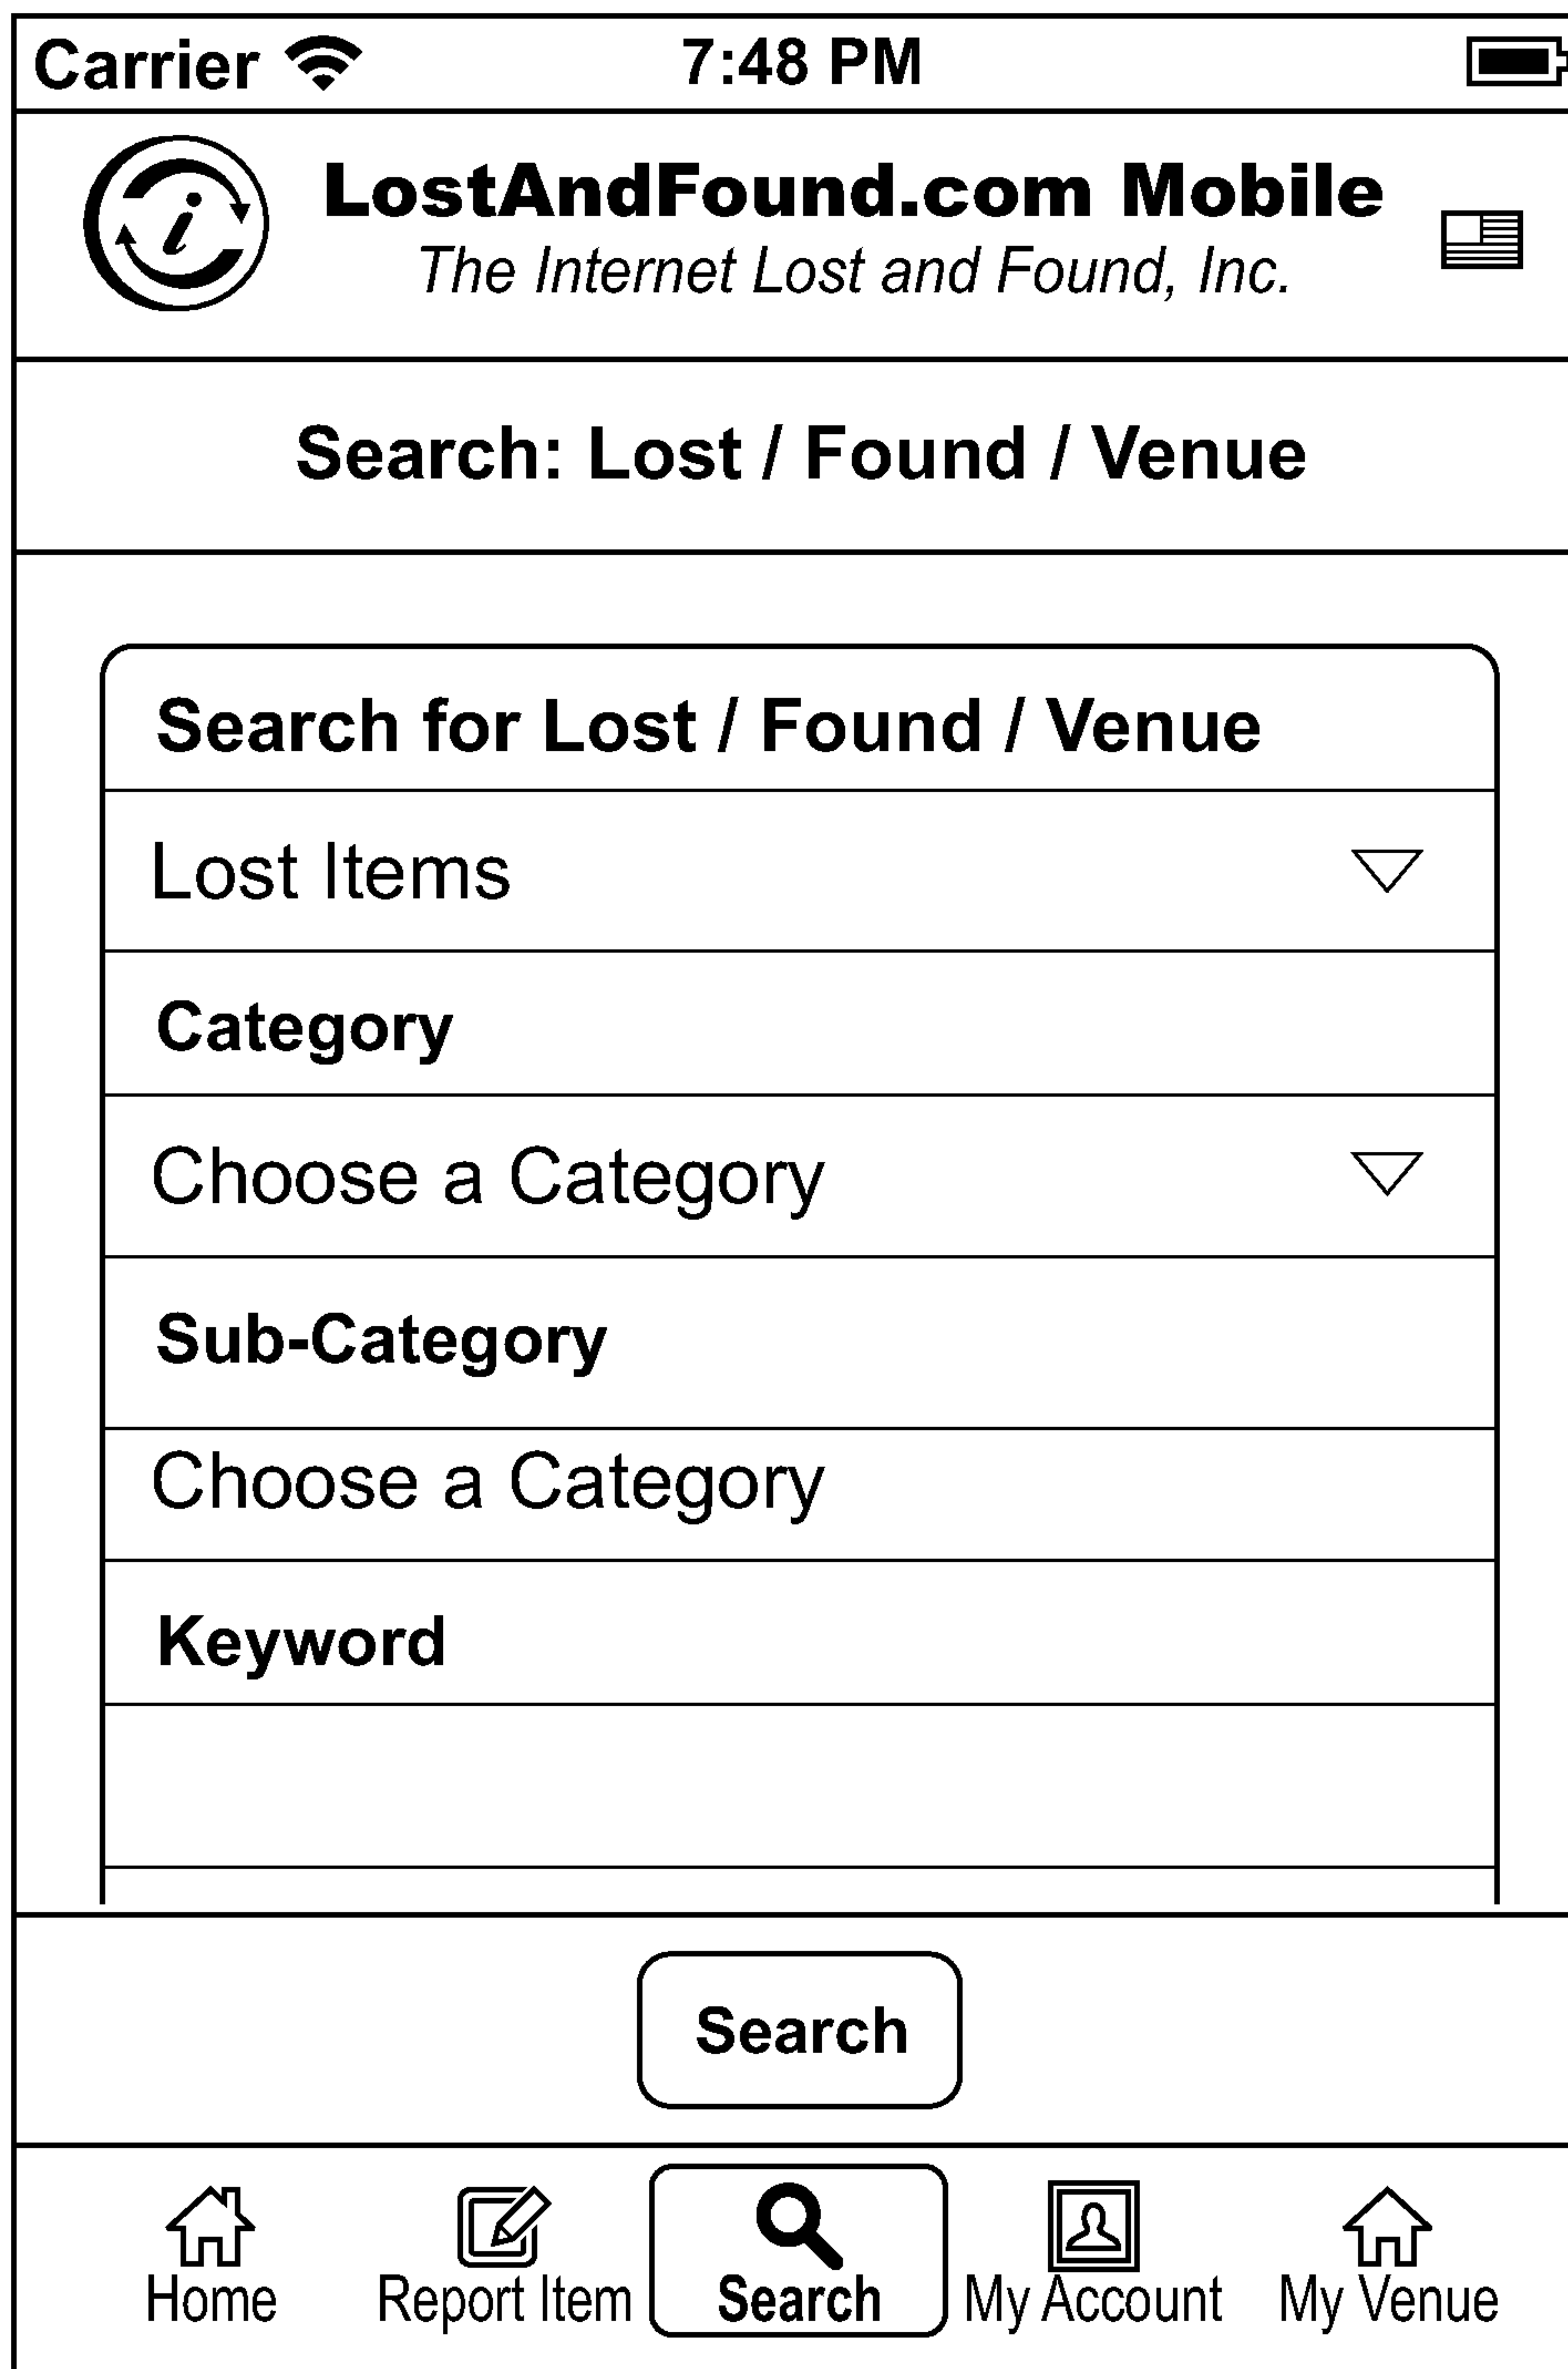 Carrier 7:48 PM
i
LostAndFound.com Mobile
The Internet Lost and Found, Inc.
Search: Lost / Found / Venue
Search for Lost / Found / Venue
Lost Items
Category
Choose a Category
Sub-Category
Choose a Category
Keyword
Search
Home Report Item Search My Account My Venue